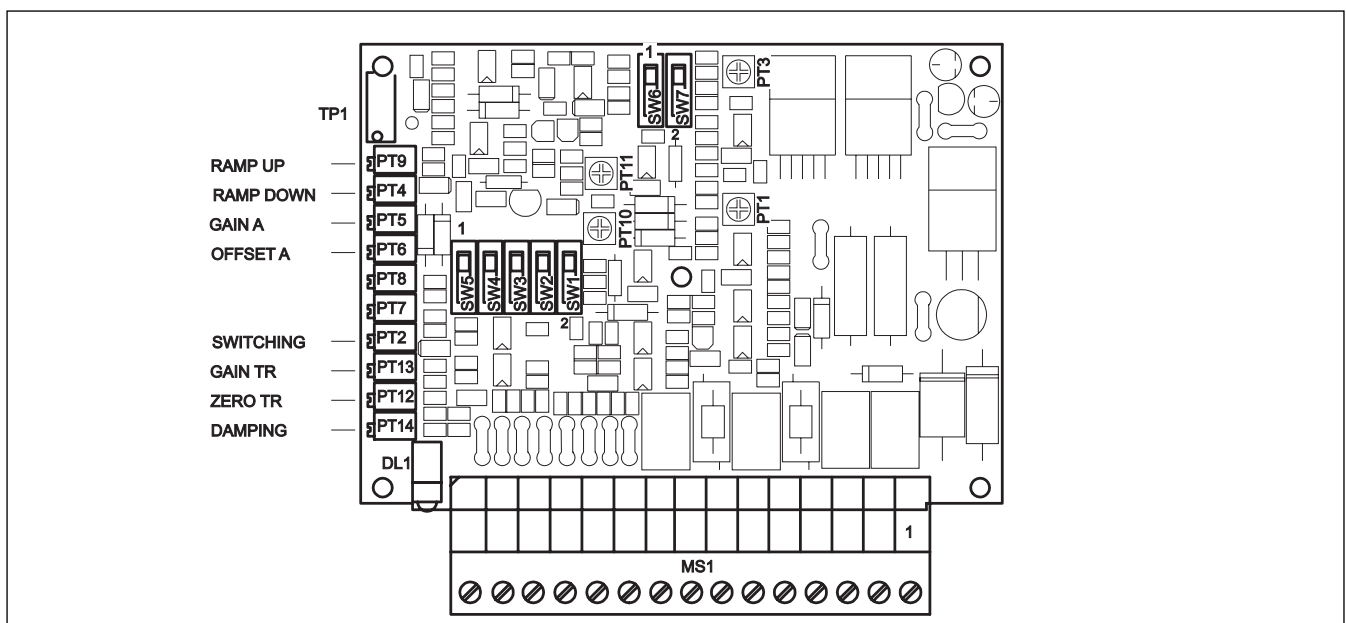 TP1
RAMP UP
PT9
RAMP DOWN
PT4
GAIN A
PT5
OFFSET A
PT6
PT8
PT7
SWITCHING
PT2
GAIN TR
PT13
ZERO TR
PT12
DAMPING
PT14
DL1
1
SW6
SW7
2
PT3
PT11
PT10
PT1
1
SW5
SW4
SW3
SW2
SW1
2
1
MS1